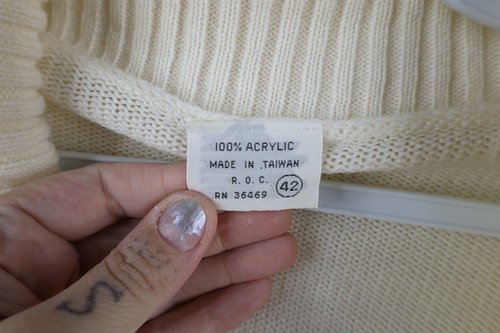 100% ACRYLIC
MADE IN TAIWAN
R. O. C. 42
RN 36469